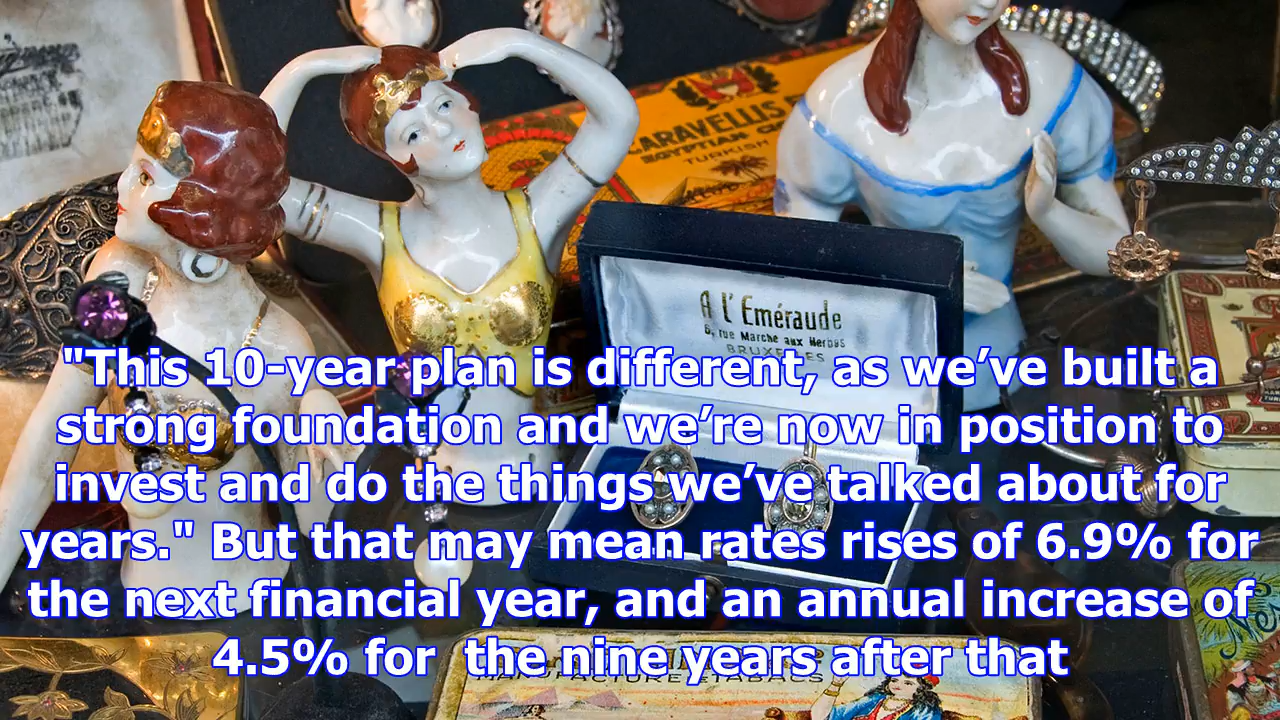 CARAVELLIS
EGYPTIAN
TURKISH
A L'Eméraude
6, rue Marche aux Herbes
BRUXELLES
"This 10-year plan is different, as we’ve built a
strong foundation and we’re now in position to
invest and do the things we’ve talked about for
years." But that may mean rates rises of 6.9% for
the next financial year, and an annual increase of
4.5% for  the nine years after that